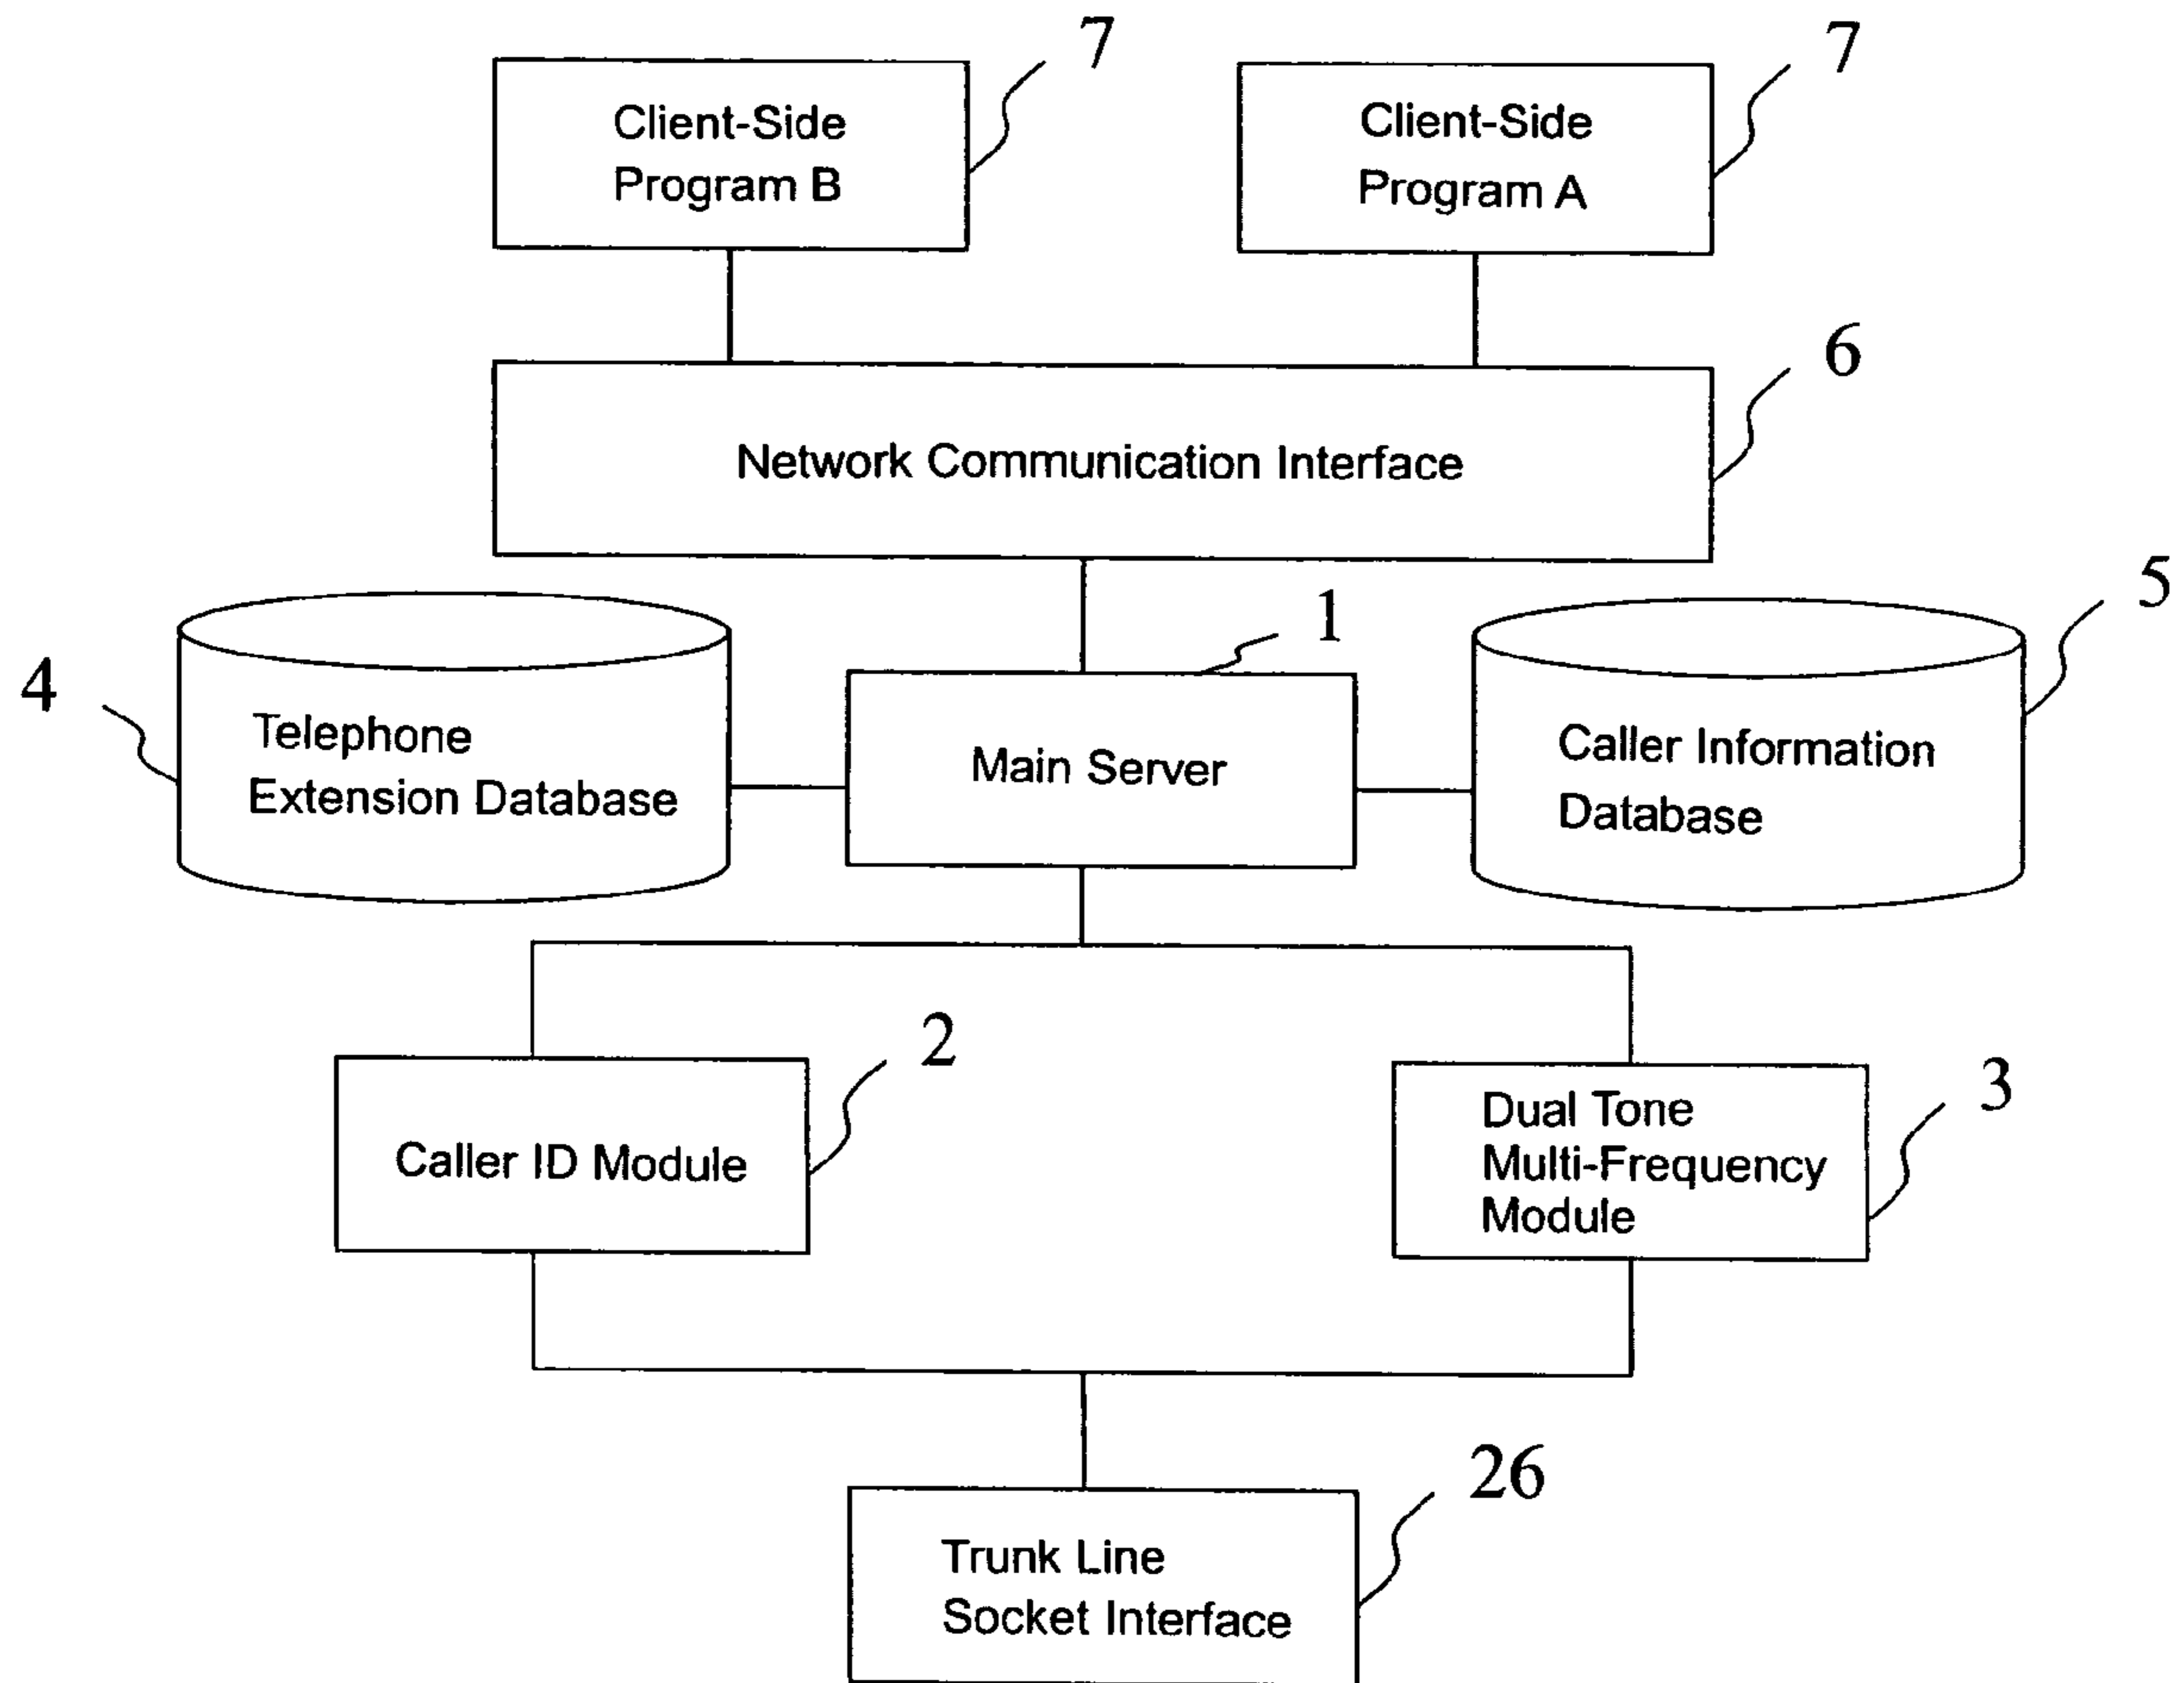 7
7
Client-Side
Program B
Client-Side
Program A
6
Network Communication Interface
5
1
4
Telephone
Extension Database
Main Server
Caller Information
Database
2
3
Caller ID Module
Dual Tone
Multi-Frequency
Module
26
Trunk Line
Socket Interface